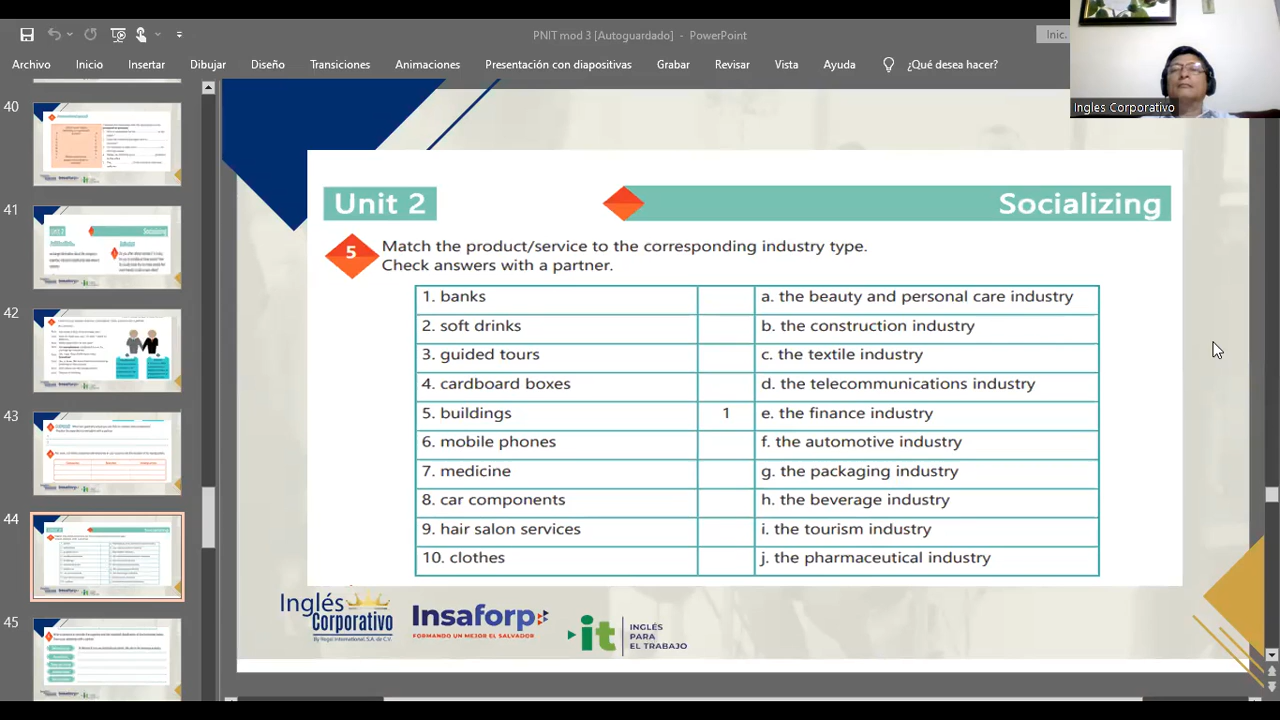 PNIT mod 3 [Autoguardado] - PowerPoint
Inic.
Archivo Inicio Insertar Dibujar Diseño Transiciones Animaciones Presentación con diapositivas Grabar Revisar Vista Ayuda ¿Qué desea hacer?
Ingles Corporativo
40
41
42
43
44
45
Unit 2 Socializing
5 Match the product/service to the corresponding industry type.
Check answers with a partner.
1. banks a. the beauty and personal care industry
2. soft drinks b. the construction industry
3. guided tours c. the textile industry
4. cardboard boxes d. the telecommunications industry
5. buildings 1 e. the finance industry
6. mobile phones f. the automotive industry
7. medicine g. the packaging industry
8. car components h. the beverage industry
9. hair salon services i. the tourism industry
10. clothes j. the pharmaceutical industry
Inglés
Corporativo
By Regal International, S.A. de C.V.
Insaforp
FORMANDO UN MEJOR EL SALVADOR
it
INGLÉS
PARA
EL TRABAJO